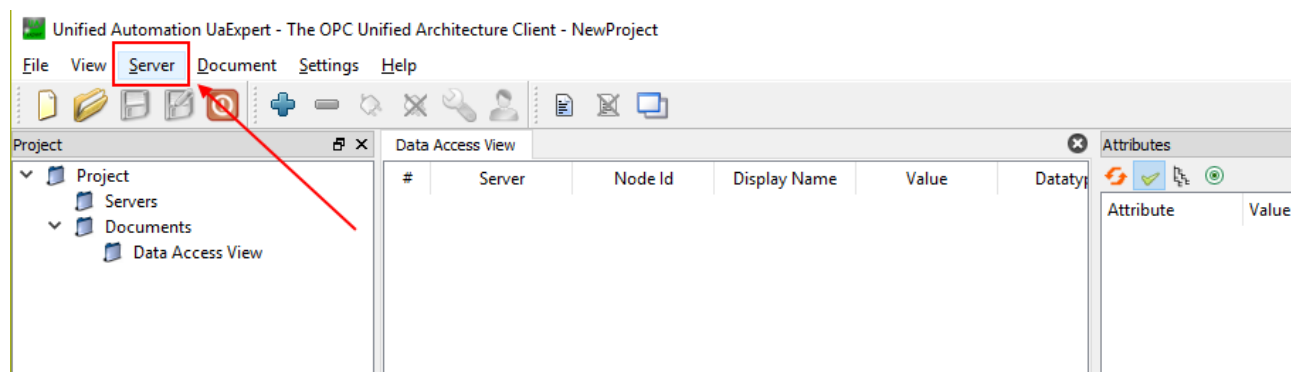 Unified Automation UaExpert - The OPC Unified Architecture Client - NewProject
File View Server Document Settings Help
Project
Data Access View
Attributes
Project
Servers
Documents
Data Access View
# Server Node Id Display Name Value Datatyp
Attribute Value